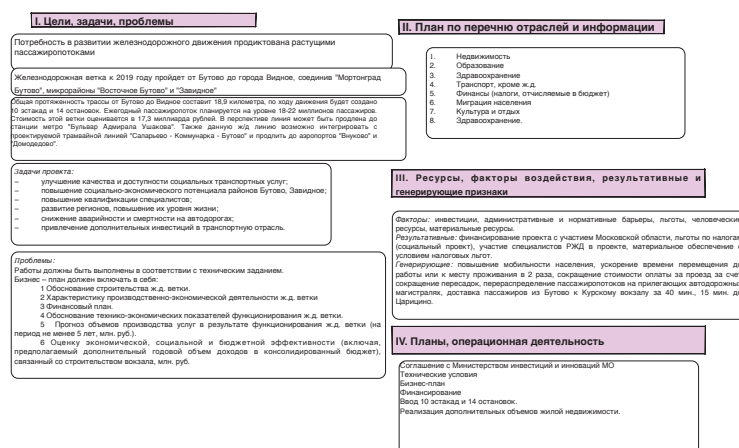 I. Цели, задачи, проблемы
Потребность в развитии железнодорожного движения продиктована растущими
пассажиропотоками
Железнодорожная ветка к 2019 году пройдет от Бутово до города Видное, соединив "Мортонград
Бутово", микрорайоны "Восточное Бутово" и "Завидное"
Общая протяженность трассы от Бутово до Видное составит 18,9 километра, по ходу движения будет создано
10 эстакад и 14 остановок. Ежегодный пассажиропоток планируется на уровне 18-22 миллионов пассажиров.
Стоимость этой ветки оценивается в 17,3 миллиарда рублей. В перспективе линия может быть продлена до
станции метро "Бульвар Адмирала Ушакова". Также данную ж/д линию возможно интегрировать с
проектируемой трамвайной линией "Саларьево - Коммунарка - Бутово" и продлить до аэропортов "Внуково" и
"Домодедово".
Задачи проекта:
– улучшение качества и доступности социальных транспортных услуг;
– повышение социально-экономического потенциала районов Бутово, Завидное;
– повышение квалификации специалистов;
– развитие регионов, повышение их уровня жизни;
– снижение аварийности и смертности на автодорогах;
– привлечение дополнительных инвестиций в транспортную отрасль.
Проблемы:
Работы должны быть выполнены в соответствии с техническим заданием.
Бизнес – план должен включать в себя:
1 Обоснование строительства ж.д. ветки.
2 Характеристику производственно-экономической деятельности ж.д. ветки
3 Финансовый план.
4 Обоснование технико-экономических показателей функционирования ж.д. ветки.
5 Прогноз объемов производства услуг в результате функционирования ж.д. ветки (на
период не менее 5 лет, млн. руб.).
6 Оценку экономической, социальной и бюджетной эффективности (включая,
предполагаемый дополнительный годовой объем доходов в консолидированный бюджет),
связанный со строительством вокзала, млн. руб.
II. План по перечню отраслей и информации
1. Недвижимость
2. Образование
3. Здравоохранение
4. Транспорт, кроме ж.д.
5. Финансы (налоги, отчисляемые в бюджет)
6. Миграция населения
7. Культура и отдых
8. Здравоохранение.
III. Ресурсы, факторы воздействия, результативные и
генерирующие признаки
Факторы: инвестиции, административные и нормативные барьеры, льготы, человеческие
ресурсы, материальные ресурсы.
Результативные: финансирование проекта с участием Московской области, льготы по налогам
(социальный проект), участие специалистов РЖД в проекте, материальное обеспечение с
условием налоговых льгот.
Генерирующие: повышение мобильности населения, ускорение времени перемещения до
работы или к месту проживания в 2 раза, сокращение стоимости оплаты за проезд за счет
сокращение пересадок, перераспределение пассажиропотоков на прилегающих автодорожных
магистралях, доставка пассажиров из Бутово к Курскому вокзалу за 40 мин., 15 мин. до
Царицино.
IV. Планы, операционная деятельность
Соглашение с Министерством инвестиций и инноваций МО
Технические условия
Бизнес-план
Финансирование
Ввод 10 эстакад и 14 остановок.
Реализация дополнительных объемов жилой недвижимости.